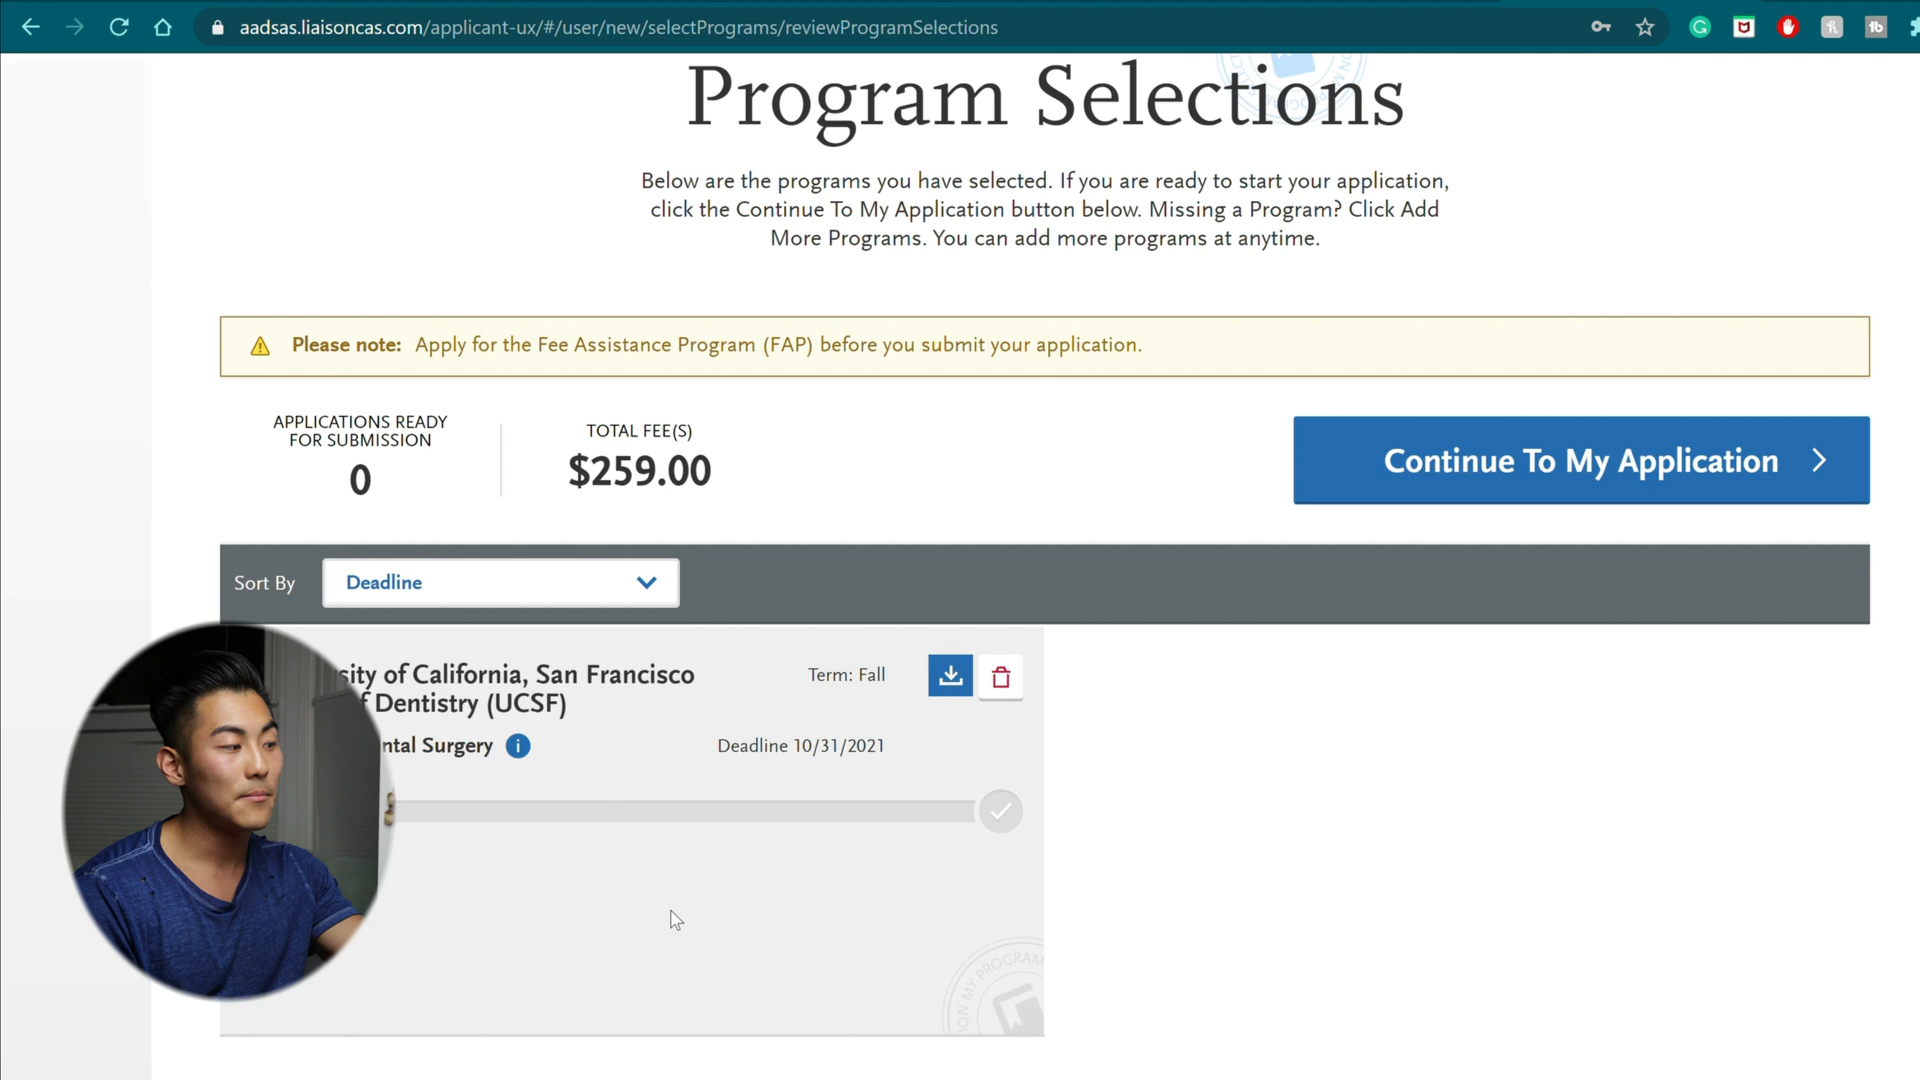 aadsas.liaisoncas.com/applicant-ux/#/user/new/selectPrograms/reviewProgramSelections
Program Selections
Below are the programs you have selected. If you are ready to start your application,
click the Continue To My Application button below. Missing a Program? Click Add
More Programs. You can add more programs at anytime.
Please note: Apply for the Fee Assistance Program (FAP) before you submit your application.
APPLICATIONS READY
FOR SUBMISSION
0
TOTAL FEE(S)
$259.00
Continue To My Application
Sort By
Deadline
sity of California, San Francisco
f Dentistry (UCSF)
Term: Fall
ntal Surgery
Deadline 10/31/2021
ION MY PROGRAM